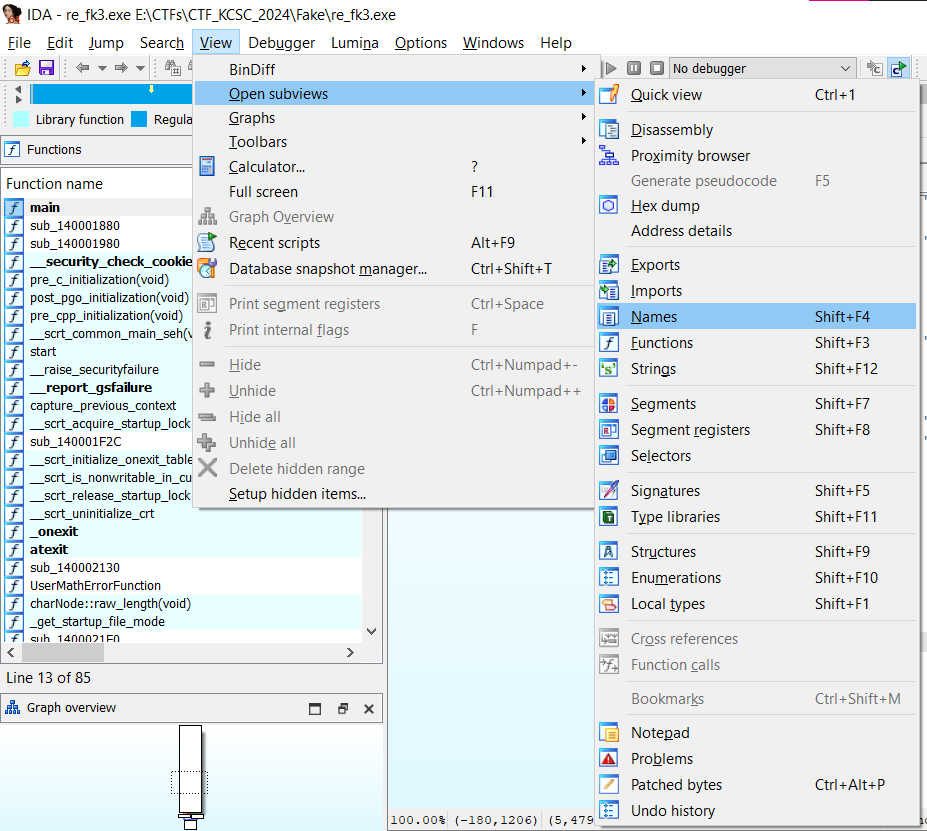 IDA - re_fk3.exe E:\CTFs\CTF_KCSC_2024\Fake\re_fk3.exe
File Edit Jump Search View Debugger Lumina Options Windows Help
No debugger
Library function Regula
Functions
Function name
main
sub_140001880
sub_140001980
__security_check_cookie
pre_c_initialization(void)
post_pgo_initialization(void)
pre_cpp_initialization(void)
__scrt_common_main_seh(v
start
__raise_securityfailure
__report_gsfailure
capture_previous_context
__scrt_acquire_startup_lock
sub_140001F2C
__scrt_initialize_onexit_table
__scrt_is_nonwritable_in_cu
__scrt_release_startup_lock
__scrt_uninitialize_crt
_onexit
atexit
sub_140002130
UserMathErrorFunction
charNode::raw_length(void)
_get_startup_file_mode
sub_1400021E0
Line 13 of 85
Graph overview
BinDiff
Open subviews
Graphs
Toolbars
Calculator... ?
Full screen F11
Graph Overview
Recent scripts Alt+F9
Database snapshot manager... Ctrl+Shift+T
Print segment registers Ctrl+Space
Print internal flags F
Hide Ctrl+Numpad+-
Unhide Ctrl+Numpad++
Hide all
Unhide all
Delete hidden range
Setup hidden items...
Quick view Ctrl+1
Disassembly
Proximity browser
Generate pseudocode F5
Hex dump
Address details
Exports
Imports
Names Shift+F4
Functions Shift+F3
Strings Shift+F12
Segments Shift+F7
Segment registers Shift+F8
Selectors
Signatures Shift+F5
Type libraries Shift+F11
Structures Shift+F9
Enumerations Shift+F10
Local types Shift+F1
Cross references
Function calls
Bookmarks Ctrl+Shift+M
Notepad
Problems
Patched bytes Ctrl+Alt+P
Undo history
100.00% (-180,1206) (5,479